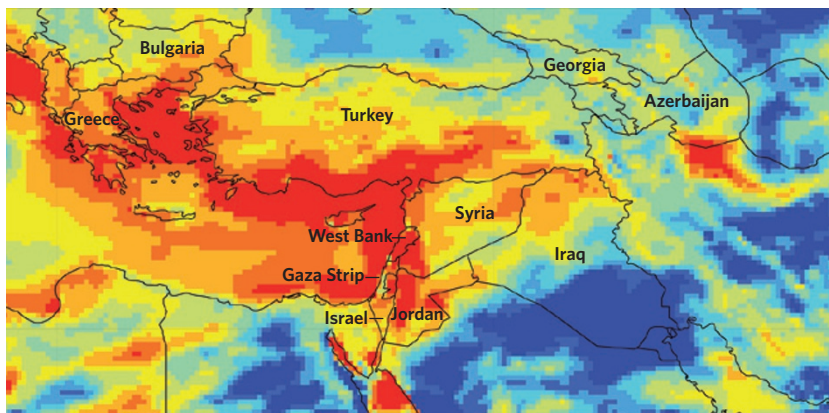 Bulgaria
Georgia
Azerbaijan
Greece
Turkey
Syria
West Bank
Iraq
Gaza Strip
Israel
Jordan